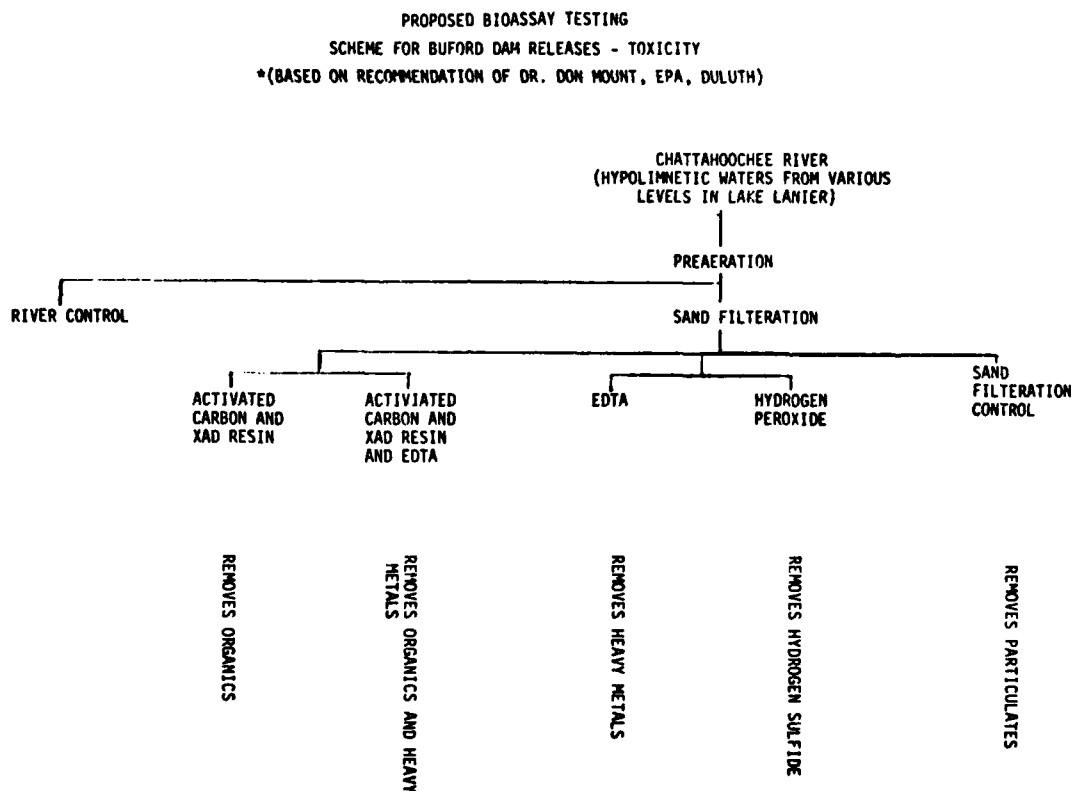 PROPOSED BIOASSAY TESTING
SCHEME FOR BUFORD DAM RELEASES - TOXICITY
*(BASED ON RECOMMENDATION OF DR. DON MOUNT, EPA, DULUTH)
CHATTAHOOCHEE RIVER
(HYPOLIMNETIC WATERS FROM VARIOUS
LEVELS IN LAKE LANIER)
PREAERATION
RIVER CONTROL
SAND FILTERATION
ACTIVATED
CARBON AND
XAD RESIN
ACTIVIATED
CARBON AND
XAD RESIN
AND EDTA
EDTA
HYDROGEN
PEROXIDE
SAND
FILTERATION
CONTROL
REMOVES ORGANICS
REMOVES ORGANICS AND HEAVY
METALS
REMOVES HEAVY METALS
REMOVES HYDROGEN SULFIDE
REMOVES PARTICULATES